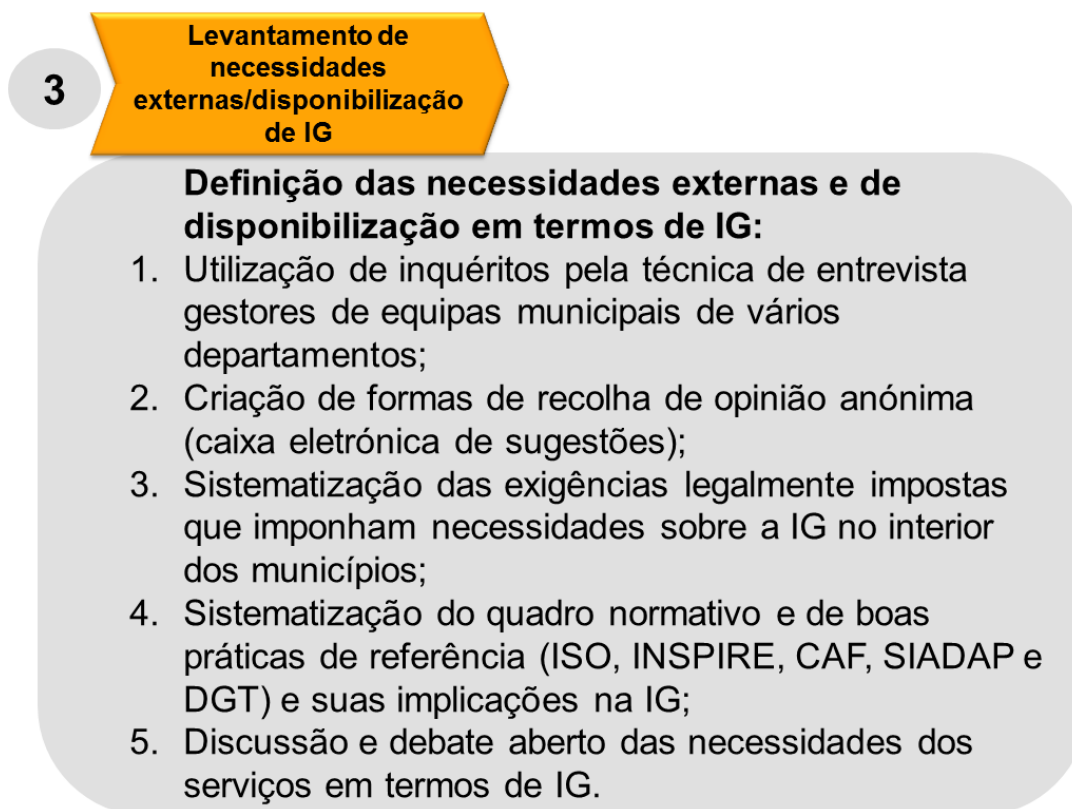 3
Levantamento de
necessidades
externas/disponibilização
de IG
Definição das necessidades externas e de
disponibilização em termos de IG:
1. Utilização de inquéritos pela técnica de entrevista
gestores de equipas municipais de vários
departamentos;
2. Criação de formas de recolha de opinião anónima
(caixa eletrónica de sugestões);
3. Sistematização das exigências legalmente impostas
que imponham necessidades sobre a IG no interior
dos municípios;
4. Sistematização do quadro normativo e de boas
práticas de referência (ISO, INSPIRE, CAF, SIADAP e
DGT) e suas implicações na IG;
5. Discussão e debate aberto das necessidades dos
serviços em termos de IG.